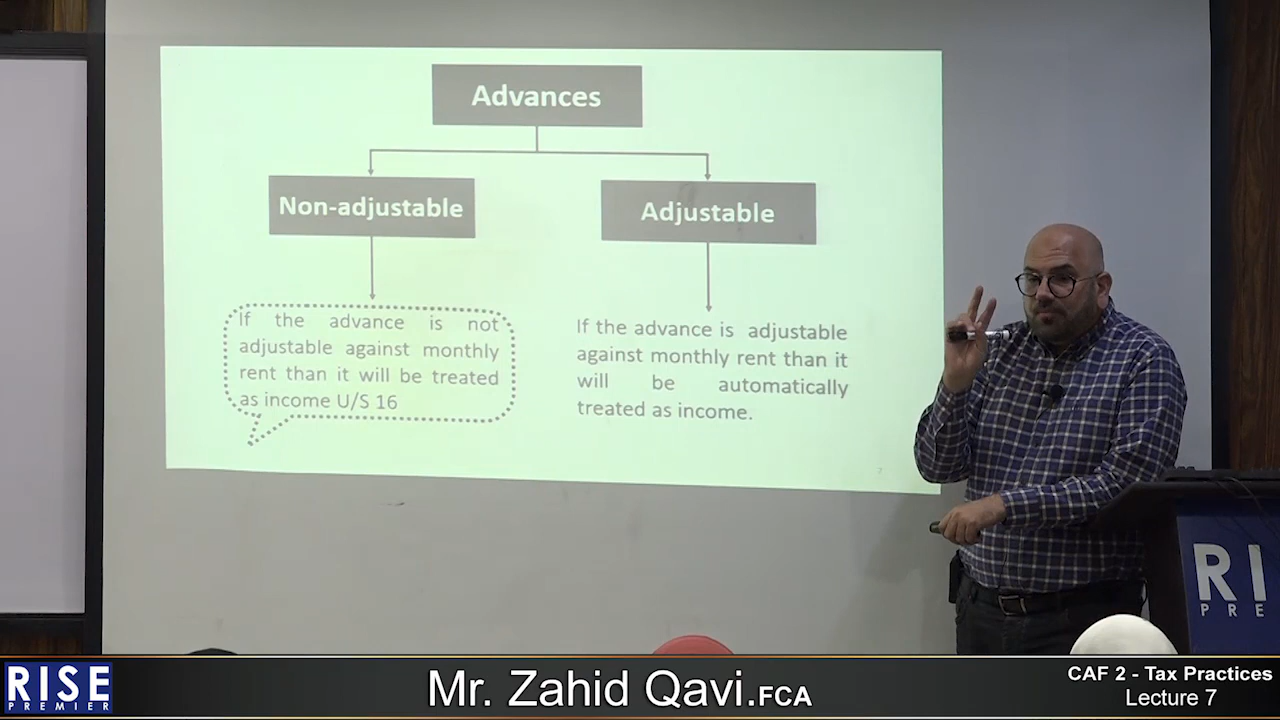 Advances
Non-adjustable
Adjustable
If the advance is not
adjustable against monthly
rent than it will be treated
as income U/S 16
If the advance is adjustable
against monthly rent than it
will be automatically
treated as income.
2
RI
PRE
RISE
PREMIER
Mr. Zahid Qavi.FCA
CAF 2 - Tax Practices
Lecture 7